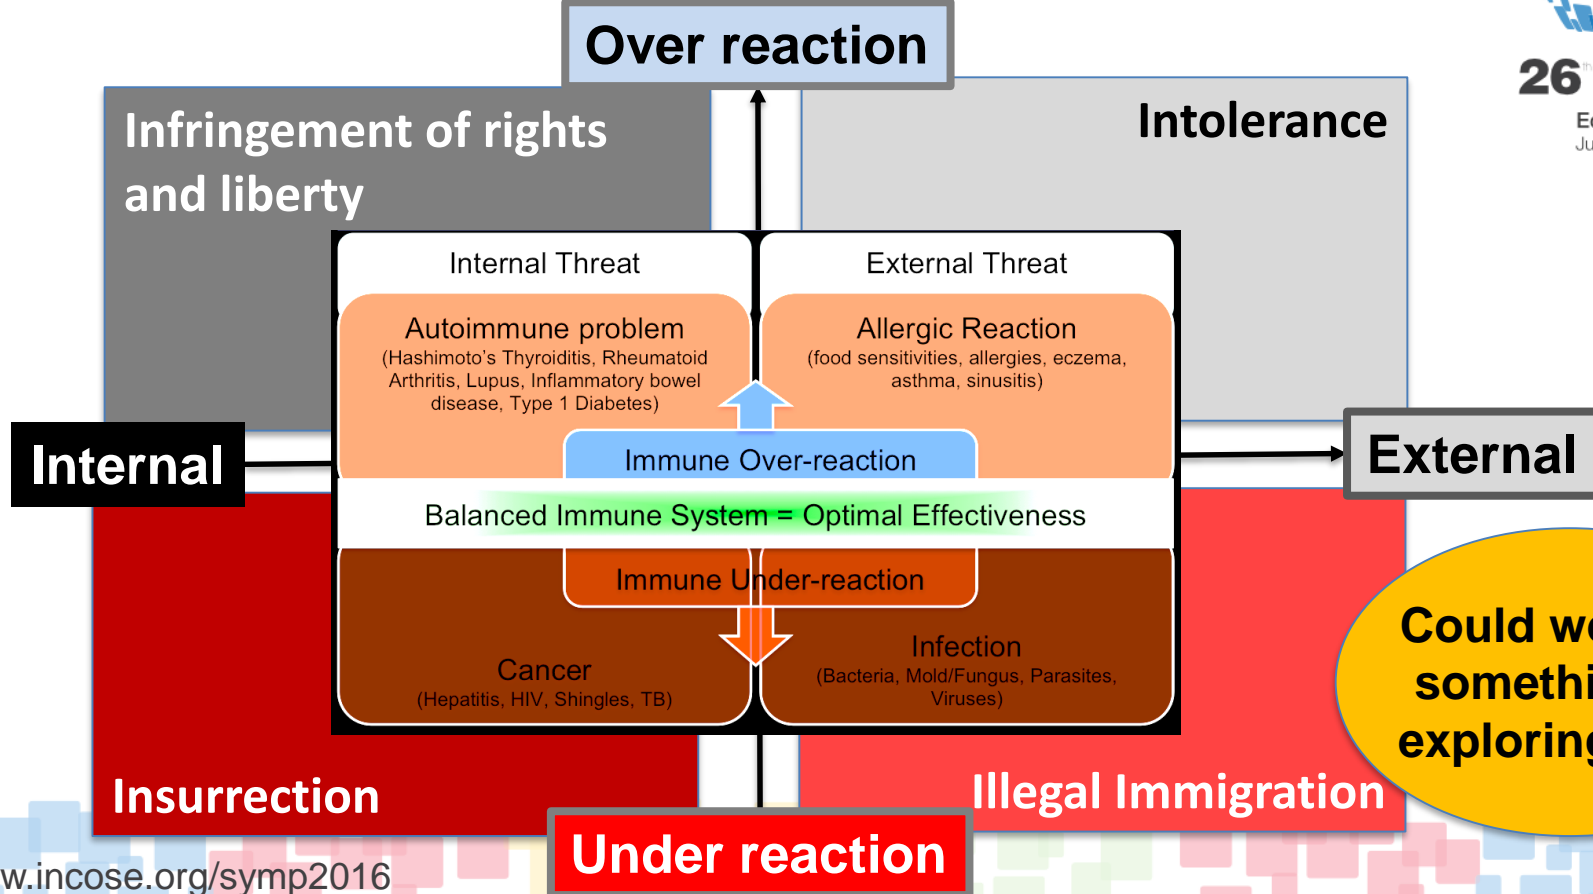 Over reaction
26th
Infringement of rights
and liberty
Intolerance
Internal Threat
External Threat
Autoimmune problem
(Hashimoto's Thyroiditis, Rheumatoid
Arthritis, Lupus, Inflammatory bowel
disease, Type 1 Diabetes)
Allergic Reaction
(food sensitivities, allergies, eczema,
asthma, sinusitis)
Internal
External
Immune Over-reaction
Balanced Immune System = Optimal Effectiveness
Immune Under-reaction
Cancer
(Hepatitis, HIV, Shingles, TB)
Infection
(Bacteria, Mold/Fungus, Parasites,
Viruses)
Could
Insurrection
Illegal Immigration
Under reaction
w.incose.org/symp2016